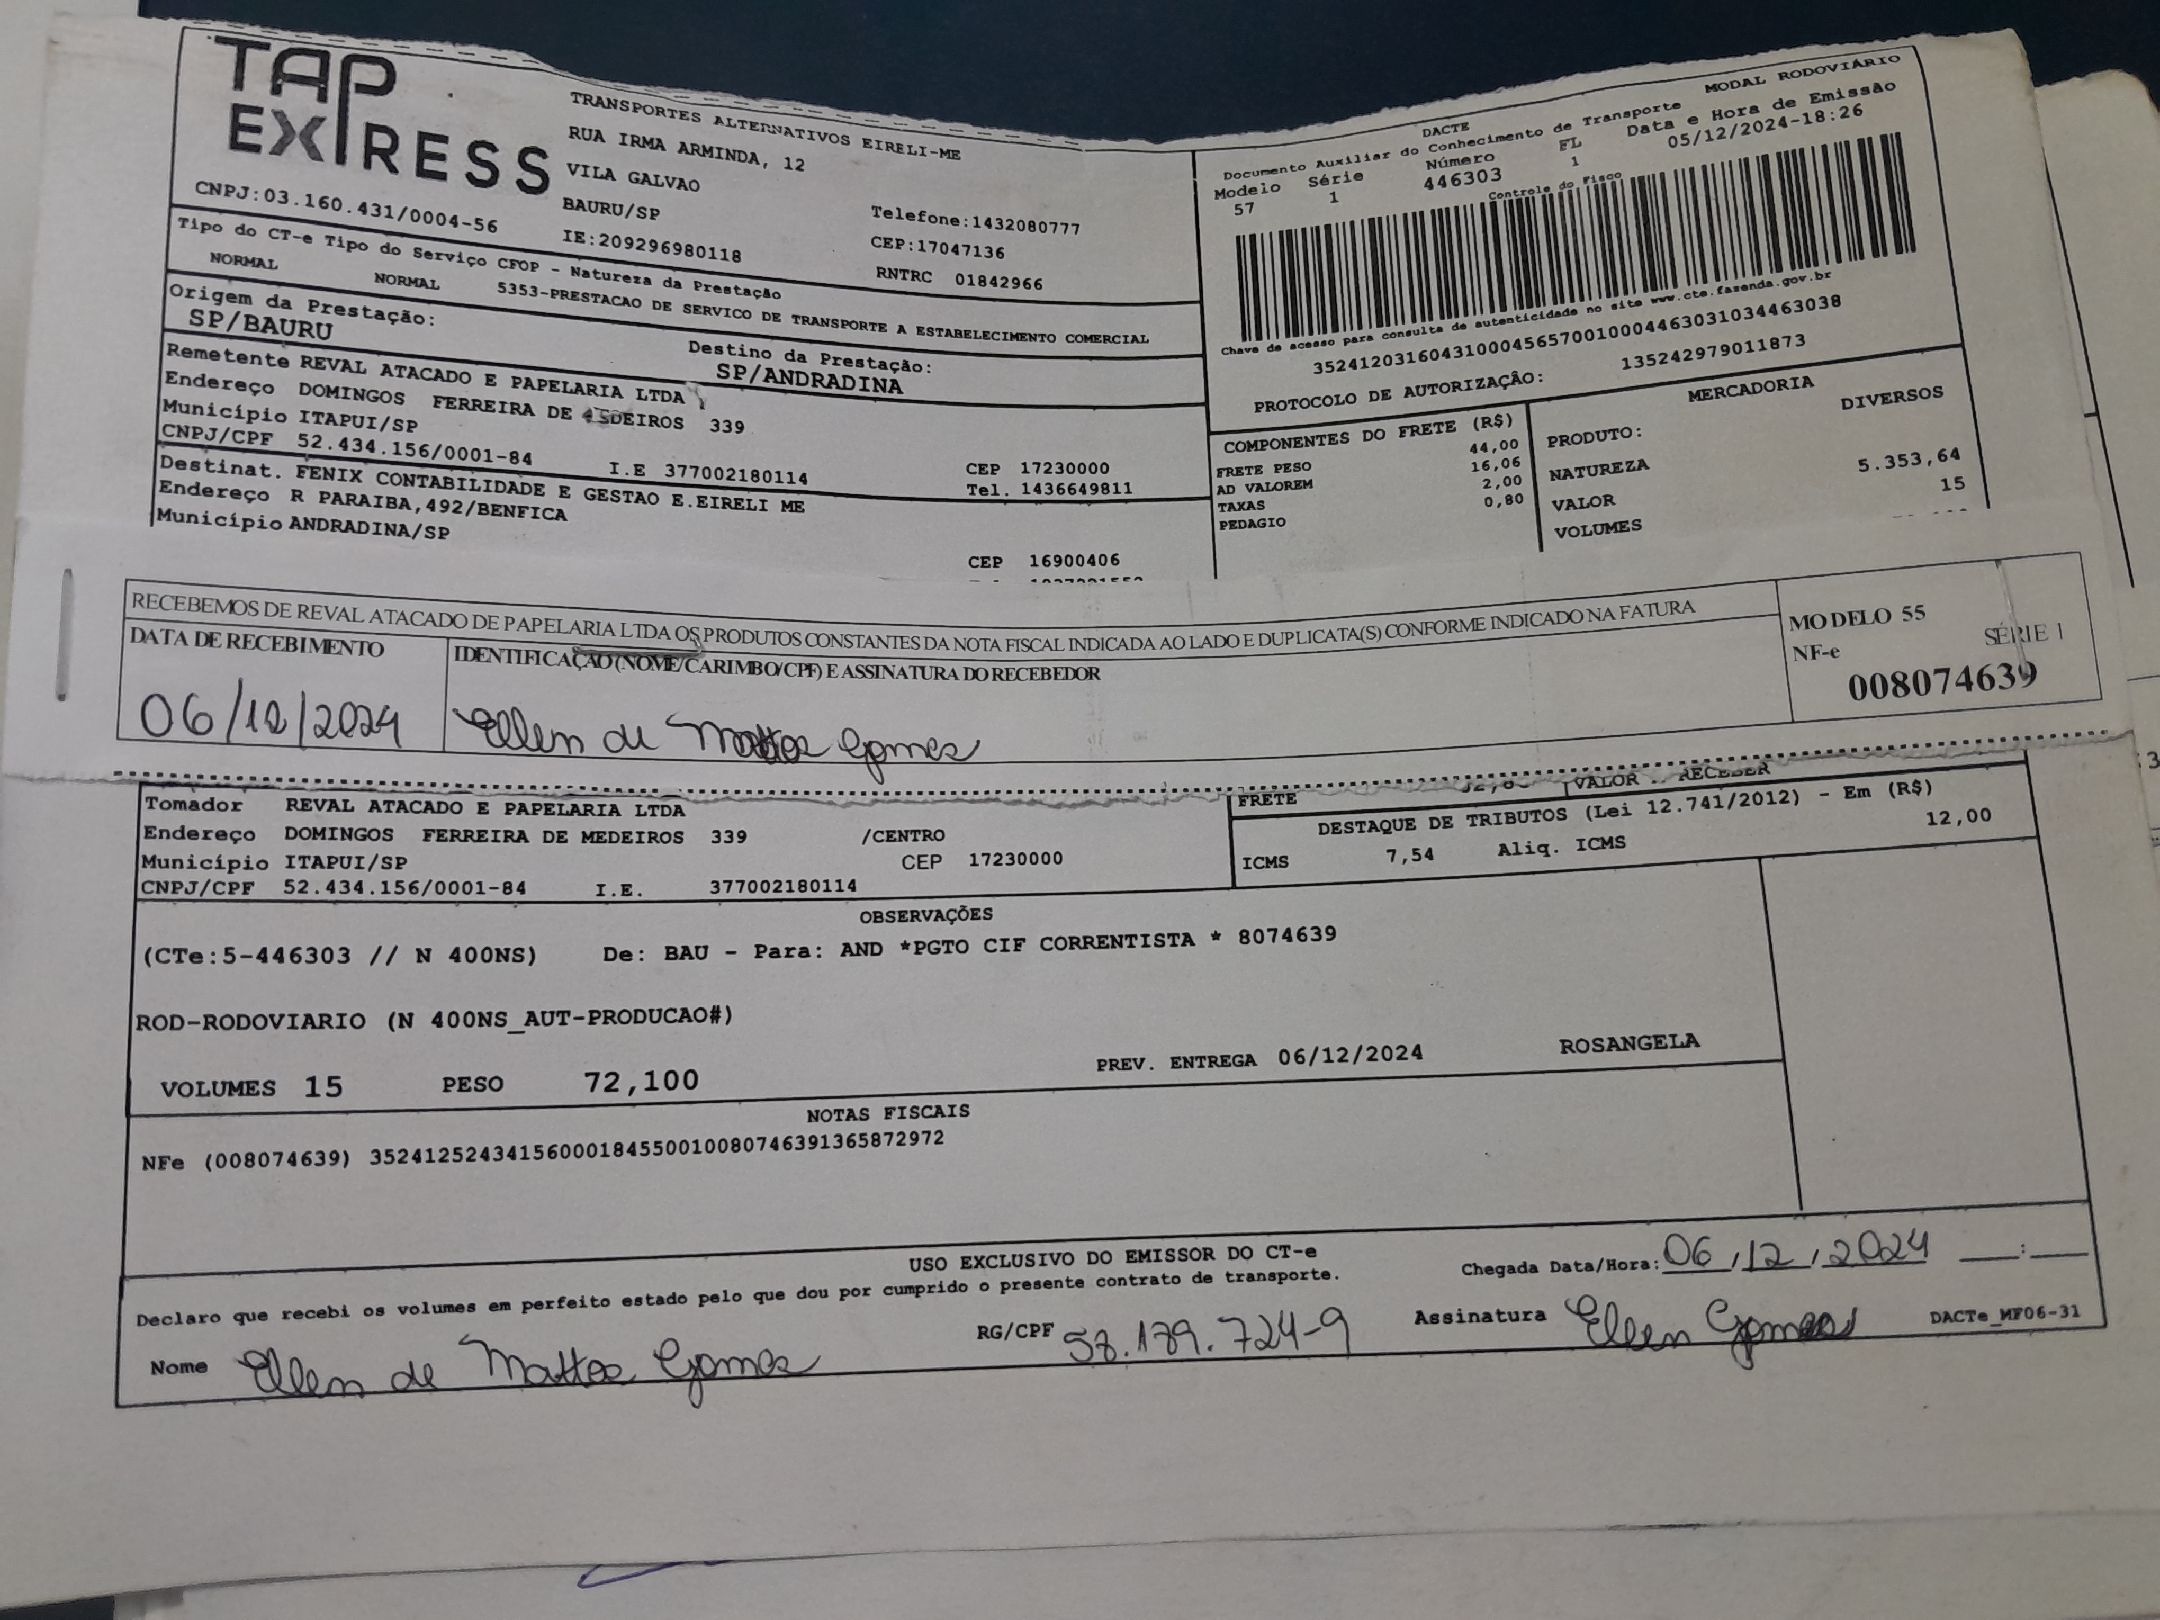 TAP EXPRESS
TRANSPORTES ALTERNATIVOS EIRELI-ME
RUA IRMA ARMINDA, 12
VILA GALVAO
BAURU/SP
Telefone:1432080777
CNPJ:03.160.431/0004-56
IE:209296980118
CEP:17047136
RNTRC 01842966
Tipo do CT-e Tipo do Serviço CFOP - Natureza da Prestação
NORMAL NORMAL 5353-PRESTACAO DE SERVICO DE TRANSPORTE A ESTABELECIMENTO COMERCIAL
Origem da Prestação: Destino da Prestação:
SP/BAURU SP/ANDRADINA
Remetente REVAL ATACADO E PAPELARIA LTDA
Endereço DOMINGOS FERREIRA DE DEIROS 339
Município ITAPUI/SP CEP 17230000
CNPJ/CPF 52.434.156/0001-84 I.E 377002180114 Tel. 1436649811
Destinat. FENIX CONTABILIDADE E GESTAO E.EIRELI ME
Endereço R PARAIBA,492/BENFICA
Município ANDRADINA/SP CEP 16900406
DACTE MODAL RODOVIÁRIO
Documento Auxiliar do Conhecimento de Transporte
Modelo Série Número FL Data e Hora de Emissão
57 1 446303 1 05/12/2024-18:26
Controle do Fisco
Chave de acesso para consulta de autenticidade no site www.cte.fazenda.gov.br
35241203160431000456570010004463031034463038
PROTOCOLO DE AUTORIZAÇÃO: 135242979011873
COMPONENTES DO FRETE (R$) MERCADORIA
FRETE PESO 44,00 PRODUTO: DIVERSOS
AD VALOREM 16,06 NATUREZA
TAXAS 2,00 VALOR 5.353,64
PEDAGIO 0,80 VOLUMES 15
RECEBEMOS DE REVAL ATACADO DE PAPELARIA LTDA OS PRODUTOS CONSTANTES DA NOTA FISCAL INDICADA AO LADO E DUPLICATA(S) CONFORME INDICADO NA FATURA
DATA DE RECEBIMENTO IDENTIFICAÇÃO (NOME/CARIMBO/CPF) E ASSINATURA DO RECEBEDOR
06/12/2024 Ellen de Mattos Gomes
MODELO 55
NF-e SÉRIE 1
008074639
Tomador REVAL ATACADO E PAPELARIA LTDA
Endereço DOMINGOS FERREIRA DE MEDEIROS 339 /CENTRO
Município ITAPUI/SP CEP 17230000
CNPJ/CPF 52.434.156/0001-84 I.E. 377002180114
FRETE VALOR RECEBER
DESTAQUE DE TRIBUTOS (Lei 12.741/2012) - Em (R$)
ICMS 7,54 Aliq. ICMS 12,00
OBSERVAÇÕES
(CTe:5-446303 // N 400NS) De: BAU - Para: AND *PGTO CIF CORRENTISTA * 8074639
ROD-RODOVIARIO (N 400NS_AUT-PRODUCAO#)
VOLUMES 15 PESO 72,100 PREV. ENTREGA 06/12/2024 ROSANGELA
NOTAS FISCAIS
NFe (008074639) 35241252434156000184550010080746391365872972
USO EXCLUSIVO DO EMISSOR DO CT-e
Declaro que recebi os volumes em perfeito estado pelo que dou por cumprido o presente contrato de transporte. Chegada Data/Hora: 06/12/2024 __:__
Nome Ellen de Mattos Gomes RG/CPF 58.179.724-9 Assinatura Ellen Gomes DACTe_MF06-31